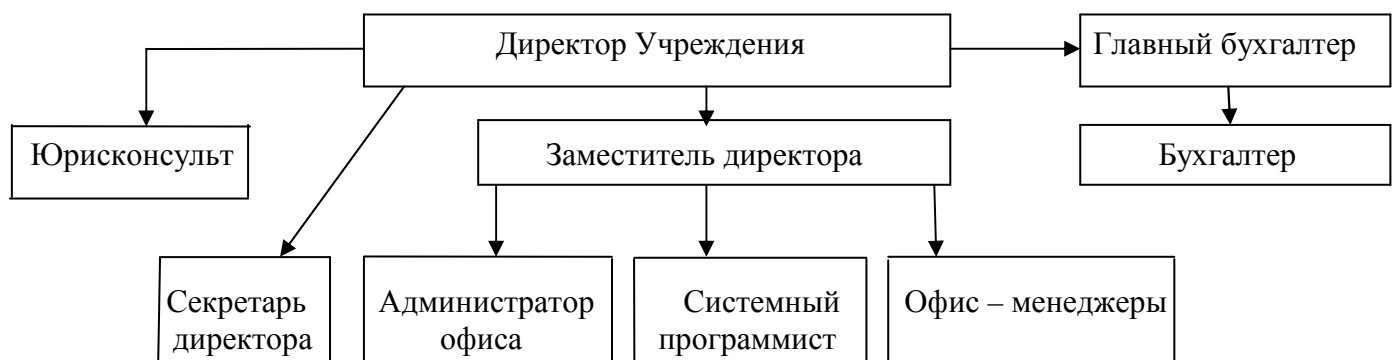 Директор Учреждения
Главный бухгалтер
Юрисконсульт
Заместитель директора
Бухгалтер
Секретарь
директора
Администратор
офиса
Системный
программист
Офис – менеджеры